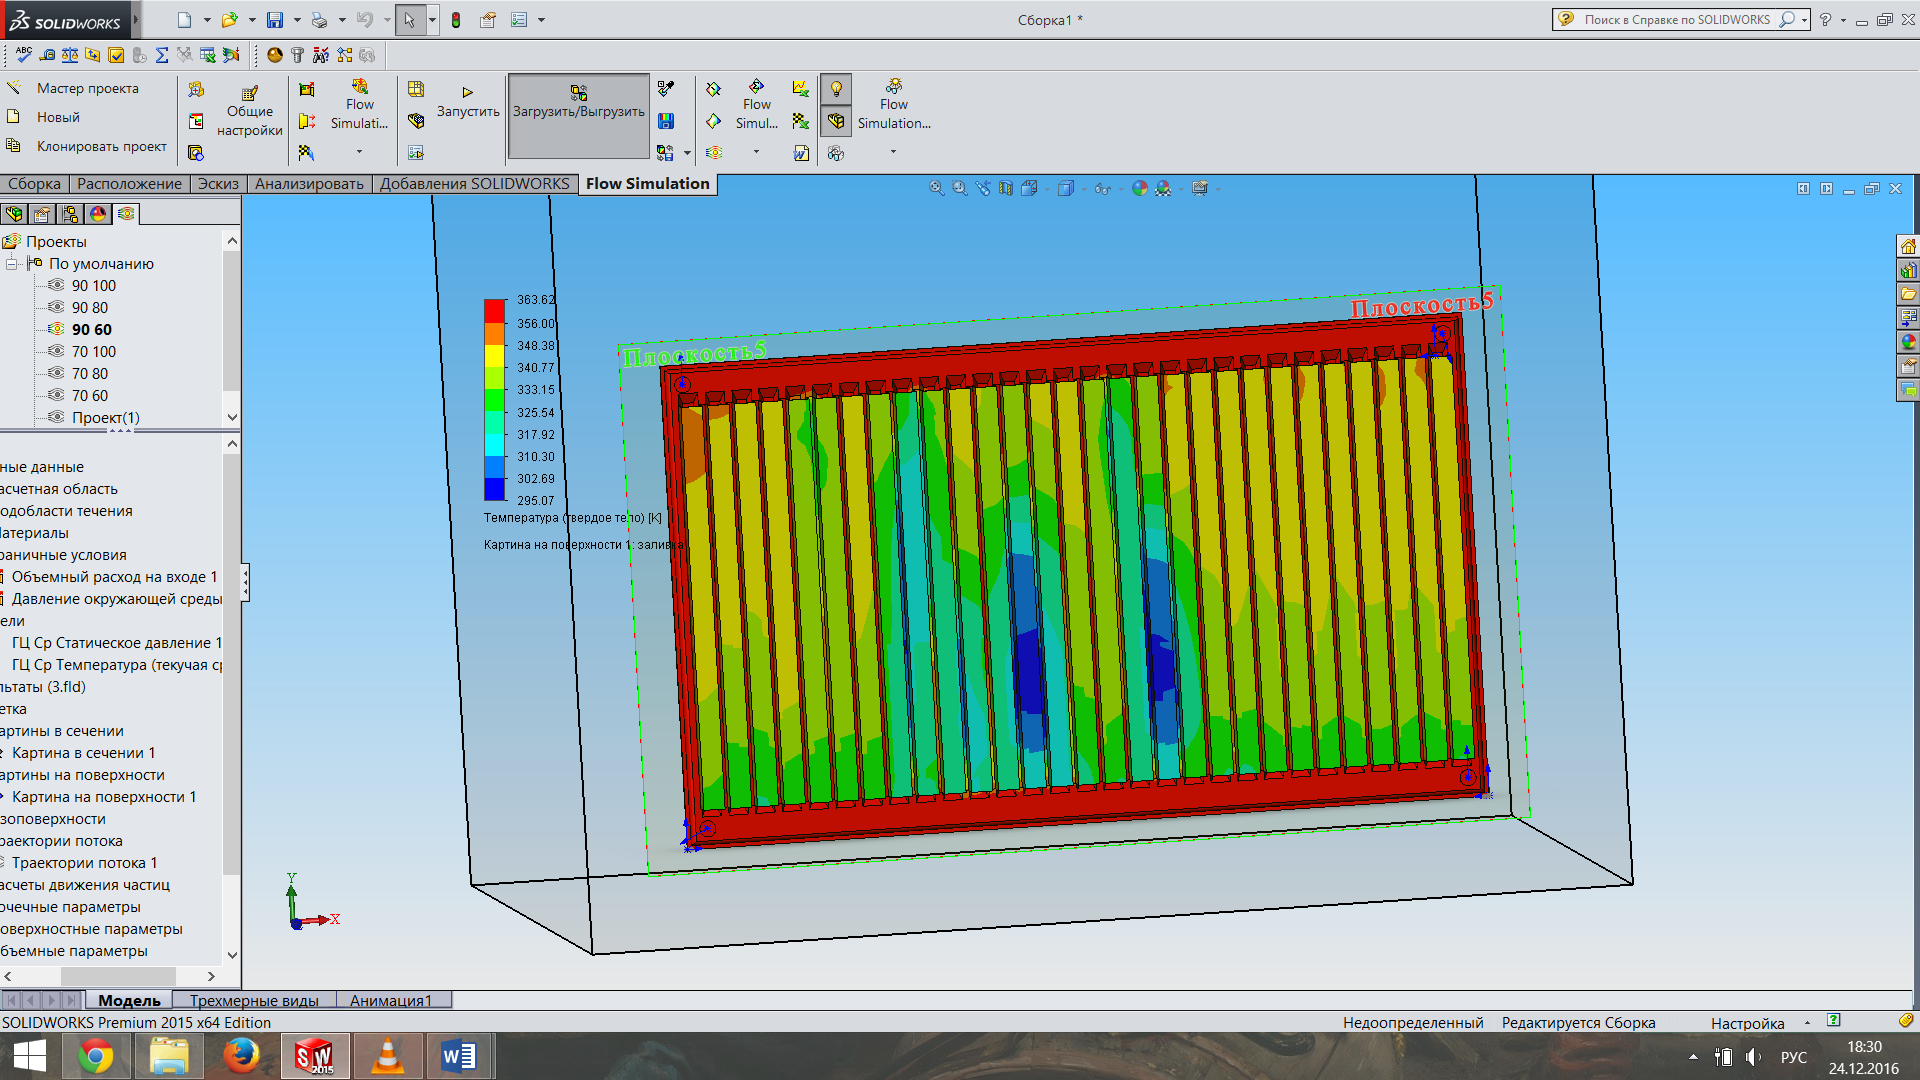 SOLIDWORKS
Сборка1 *
Поиск в Справке по SOLIDWORKS
ABC
Мастер проекта
Новый
Клонировать проект
Общие настройки
Flow Simulati...
Запустить
Загрузить/Выгрузить
Flow Simul...
Flow Simulation...
Сборка
Расположение
Эскиз
Анализировать
Добавления SOLIDWORKS
Flow Simulation
Проекты
По умолчанию
90 100
90 80
90 60
70 100
70 80
70 60
Проект(1)
ные данные
асчетная область
одобласти течения
Материалы
раничные условия
Объемный расход на входе 1
Давление окружающей среды
ели
ГЦ Ср Статическое давление 1
ГЦ Ср Температура (текучая ср
льтаты (3.fld)
етка
артины в сечении
Картина в сечении 1
артины на поверхности
Картина на поверхности 1
зоповерхности
раектории потока
Траектории потока 1
асчеты движения частиц
очечные параметры
оверхностные параметры
бъемные параметры
363.62
356.00
348.38
340.77
333.15
325.54
317.92
310.30
302.69
295.07
Температура (твердое тело) [K]
Картина на поверхности 1: заливка
Плоскость5
Плоскость5
Y
X
Модель
Трехмерные виды
Анимация1
SOLIDWORKS Premium 2015 x64 Edition
Недоопределенный
Редактируется Сборка
Настройка
SW
2015
РУС
18:30
24.12.2016